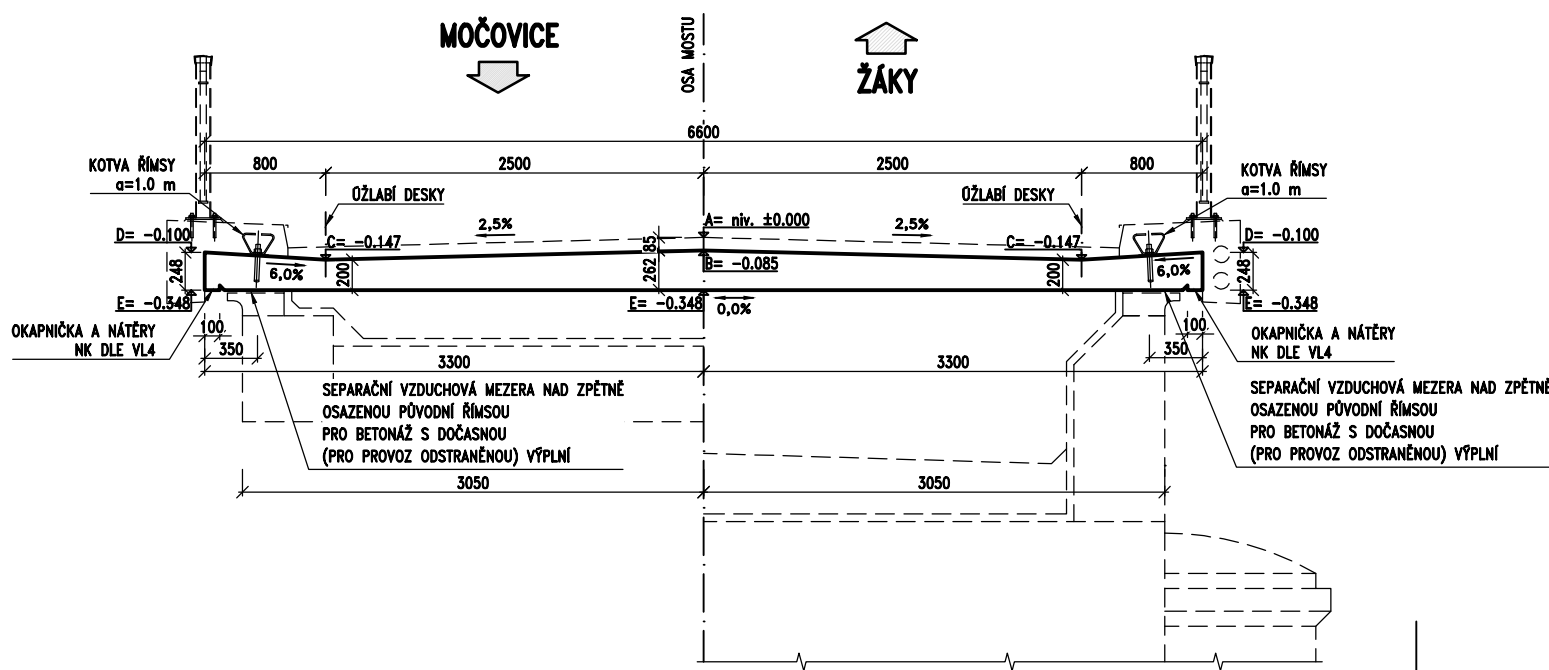 MOČOVICE
ŽÁKY
OSA MOSTU
6600
800
2500
2500
800
KOTVA ŘÍMSY
a=1.0 m
ÚŽLABÍ DESKY
ÚŽLABÍ DESKY
KOTVA ŘÍMSY
a=1.0 m
2,5%
A= niv. ±0.000
2,5%
D= -0.100
C= -0.147
85
C= -0.147
D= -0.100
248
6,0%
200
262
B= -0.085
200
6,0%
248
E= -0.348
E= -0.348
0,0%
E= -0.348
OKAPNIČKA A NÁTĚRY
NK DLE VL4
100
350
3300
3300
100
350
OKAPNIČKA A NÁTĚRY
NK DLE VL4
SEPARAČNÍ VZDUCHOVÁ MEZERA NAD ZPĚTNĚ
OSAZENOU PŮVODNÍ ŘÍMSOU
PRO BETONÁŽ S DOČASNOU
(PRO PROVOZ ODSTRANĚNOU) VÝPLNÍ
SEPARAČNÍ VZDUCHOVÁ MEZERA NAD ZPĚTNĚ
OSAZENOU PŮVODNÍ ŘÍMSOU
PRO BETONÁŽ S DOČASNOU
(PRO PROVOZ ODSTRANĚNOU) VÝPLNÍ
3050
3050